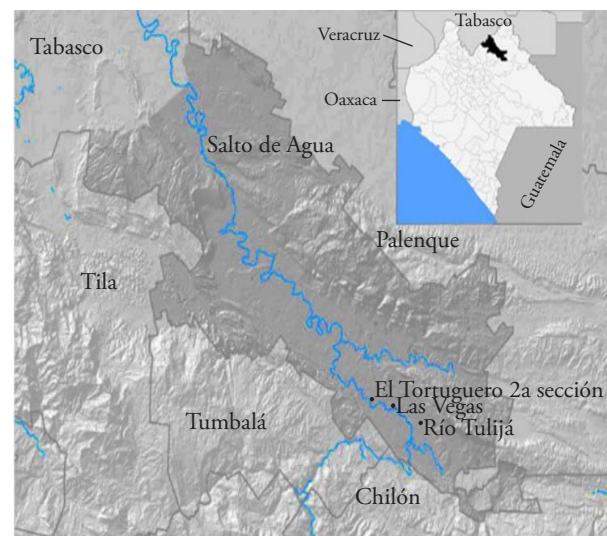 Tabasco
Veracruz
Tabasco
Oaxaca
Guatemala
Salto de Agua
Palenque
Tila
El Tortuguero 2a sección
Las Vegas
Río Tulijá
Tumbalá
Chilón